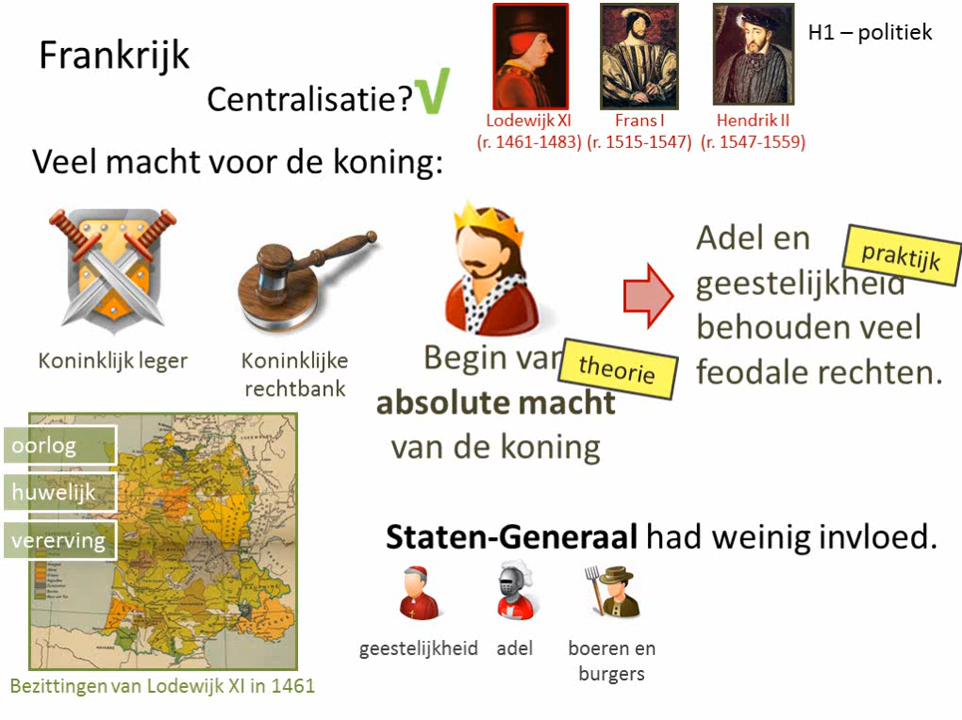 Frankrijk
Centralisatie?√
H1 – politiek
Lodewijk XI
(r. 1461-1483)
Frans I
(r. 1515-1547)
Hendrik II
(r. 1547-1559)
Veel macht voor de koning:
Koninklijk leger
Koninklijke
rechtbank
Begin van
theorie
absolute macht
van de koning
Adel en
praktijk
geestelijkheid
behouden veel
feodale rechten.
oorlog
huwelijk
vererving
Bezittingen van Lodewijk XI in 1461
Staten-Generaal had weinig invloed.
geestelijkheid
adel
boeren en
burgers